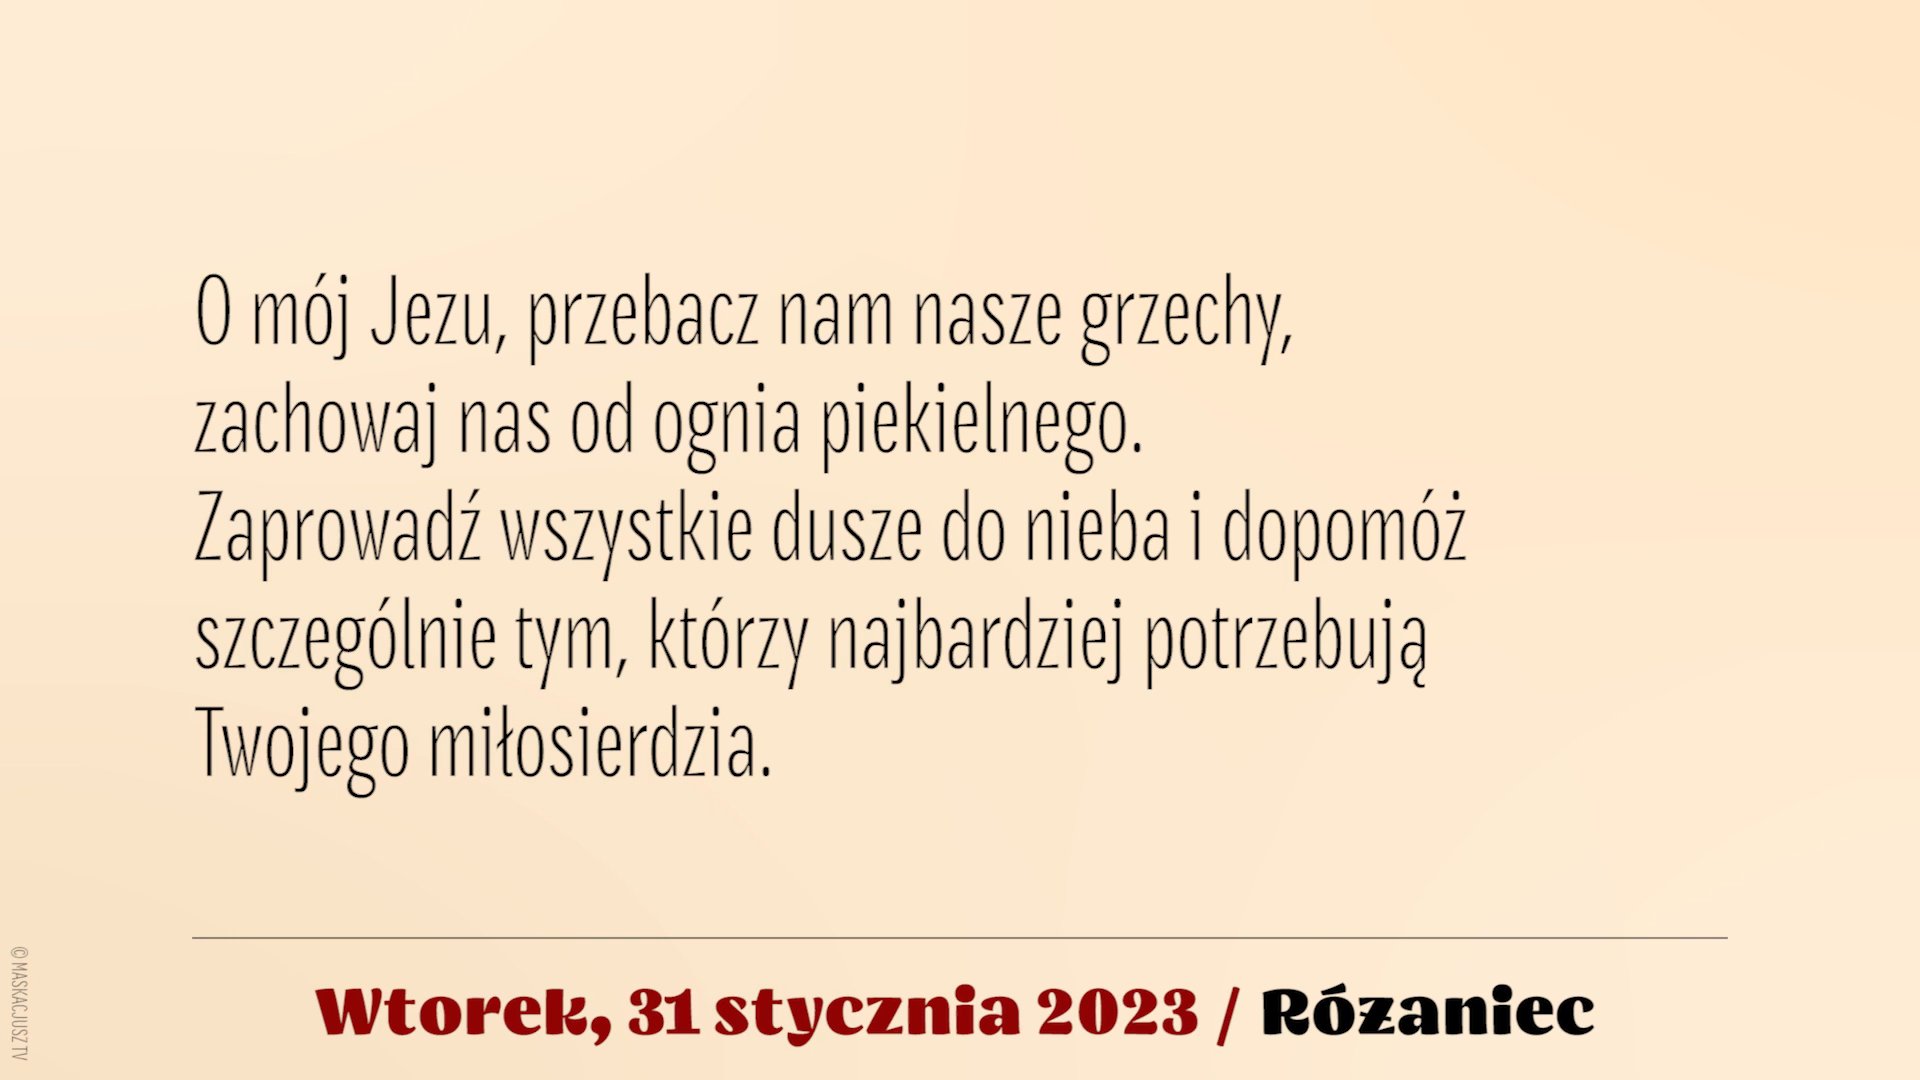 O mój Jezu, przebacz nam nasze grzechy,
zachowaj nas od ognia piekielnego.
Zaprowadź wszystkie dusze do nieba i dopomóż
szczególnie tym, którzy najbardziej potrzebują
Twojego miłosierdzia.
Wtorek, 31 stycznia 2023 / Różaniec
© MASKACJUSZ TV